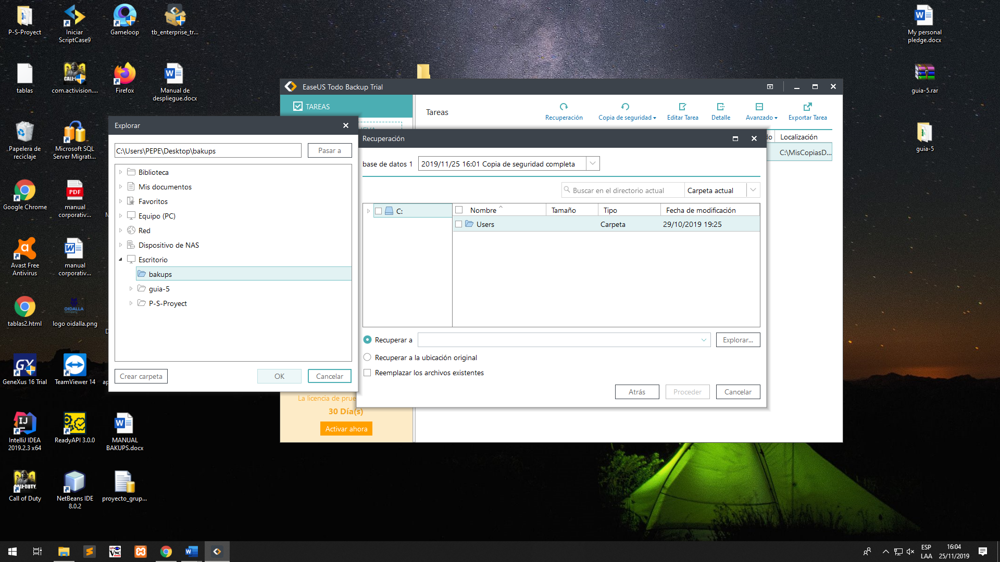 P-S-Proyect
Iniciar
ScriptCase9
Gameloop
tb_enterprise_tr...
My personal
pledge.docx
tablas
com.activision....
Firefox
Manual de
despliegue.docx
guia-5.rar
Papelera de
reciclaje
Microsoft SQL
Server Migrati...
guia-5
Google Chrome
PDF
manual
corporativ...
Avast Free
Antivirus
manual
corporativ...
tablas2.html
OIDALLA
Company
logo oidalla.png
GeneXus 16 Trial
TeamViewer 14
IntelliJ IDEA
2019.2.3 x64
ReadyAPI 3.0.0
MANUAL
BAKUPS.docx
Call of Duty
NetBeans IDE
8.0.2
proyecto_grup...
EaseUS Todo Backup Trial
TAREAS
Tareas
Recuperación
Copia de seguridad
Editar Tarea
Detalle
Avanzado
Exportar Tarea
Localización
C:\MisCopiasD...
La licencia de prue
30 Día(s)
Activar ahora
Explorar
C:\Users\PEPE\Desktop\bakups
Pasar a
Biblioteca
Mis documentos
Favoritos
Equipo (PC)
Red
Dispositivo de NAS
Escritorio
bakups
guia-5
P-S-Proyect
Crear carpeta
OK
Cancelar
Recuperación
base de datos 1
2019/11/25 16:01 Copia de seguridad completa
Buscar en el directorio actual
Carpeta actual
C:
Nombre
Tamaño
Tipo
Fecha de modificación
Users
Carpeta
29/10/2019 19:25
Recuperar a
Explorar...
Recuperar a la ubicación original
Reemplazar los archivos existentes
Atrás
Proceder
Cancelar
ESP
LAA
16:04
25/11/2019